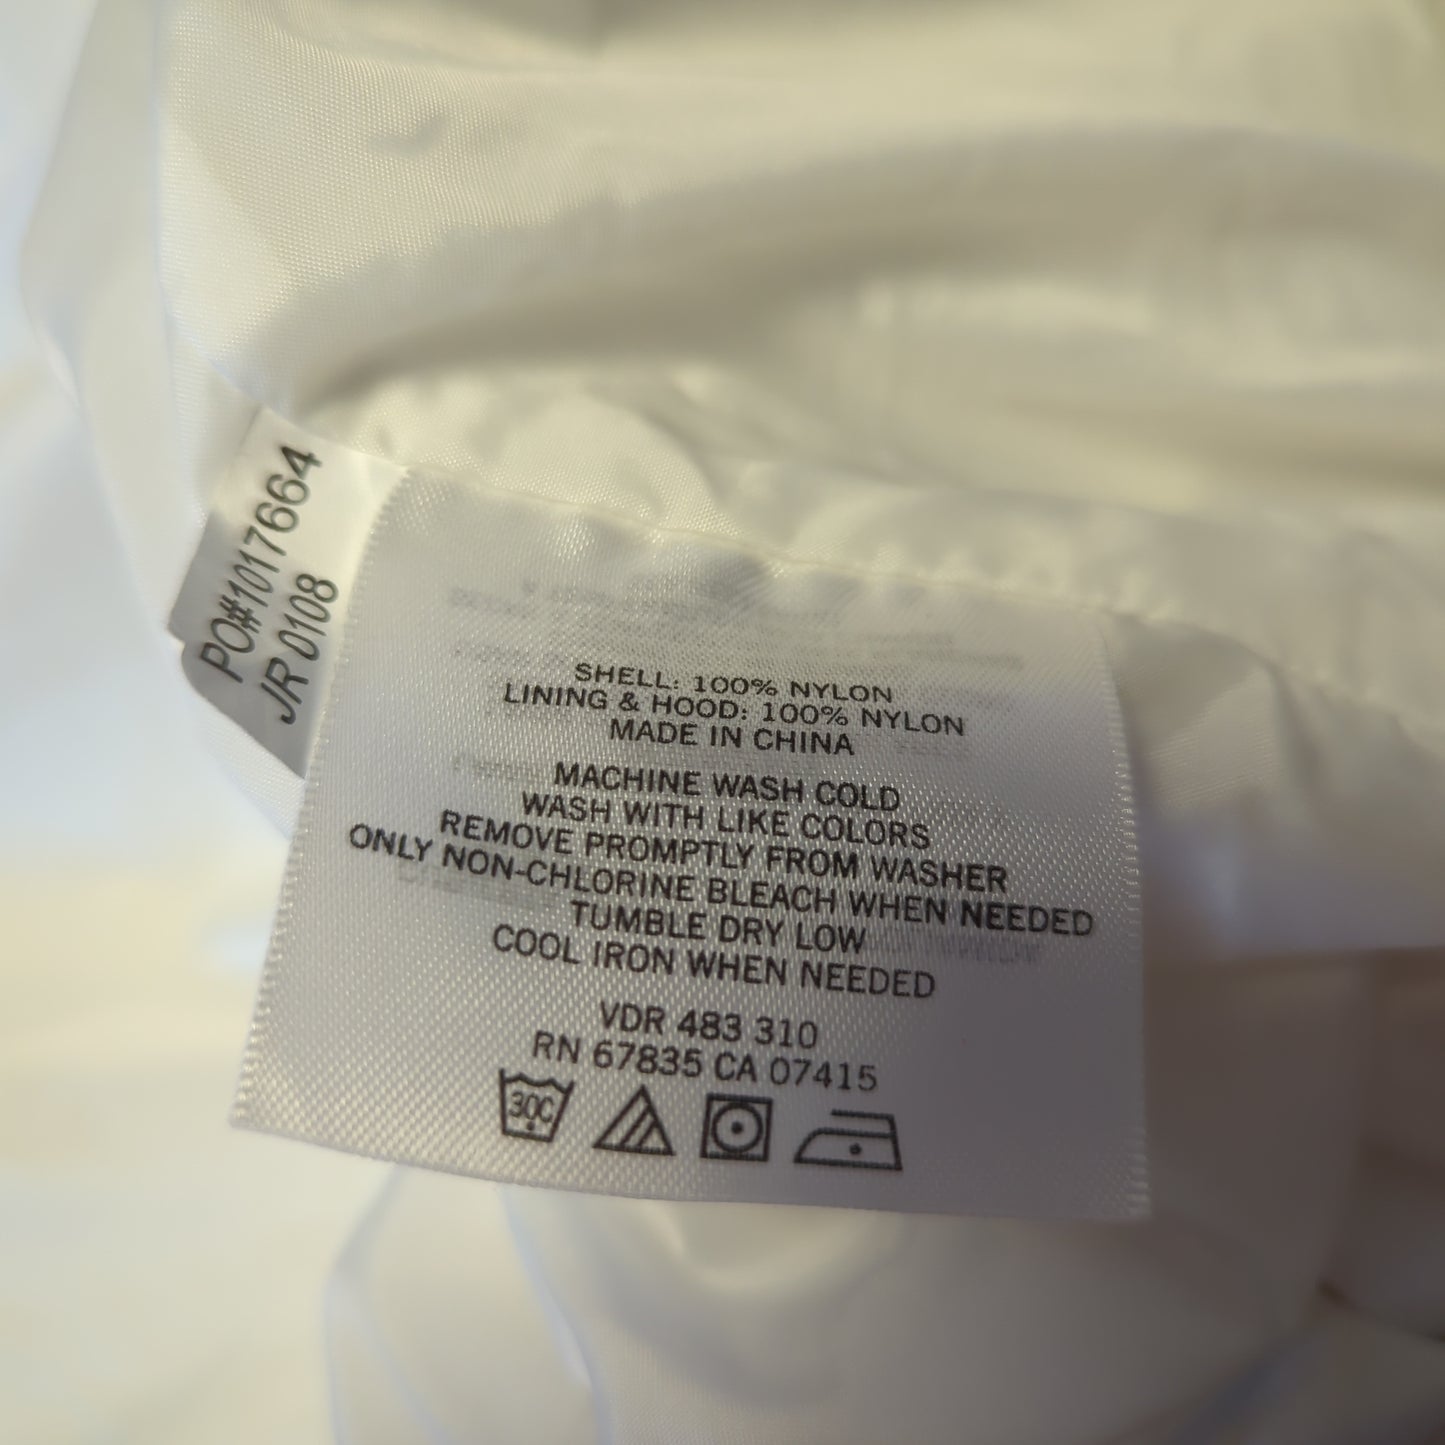 PO#1017664
JR 0108
SHELL: 100% NYLON
LINING & HOOD: 100% NYLON
MADE IN CHINA
MACHINE WASH COLD
WASH WITH LIKE COLORS
REMOVE PROMPTLY FROM WASHER
ONLY NON-CHLORINE BLEACH WHEN NEEDED
TUMBLE DRY LOW
COOL IRON WHEN NEEDED
VDR 483 310
RN 67835 CA 07415
30C